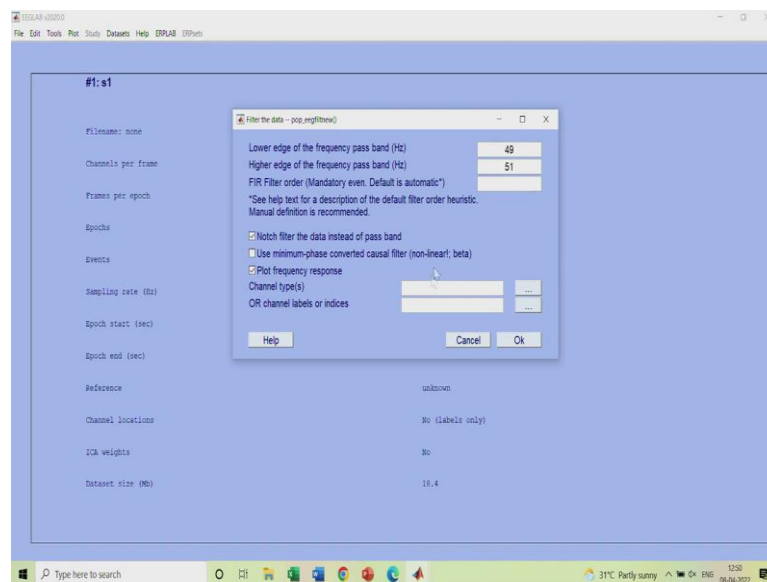 EEGLAB v2020.0
File Edit Tools Plot Study Datasets Help ERPLAB ERPsets
#1: s1
Filename: none
Channels per frame
Frames per epoch
Epochs
Events
Sampling rate (Hz)
Epoch start (sec)
Epoch end (sec)
Reference unknown
Channel locations No (labels only)
ICA weights No
Dataset size (Mb) 18.4
Filter the data -- pop_eegfiltnew()
Lower edge of the frequency pass band (Hz) 49
Higher edge of the frequency pass band (Hz) 51
FIR Filter order (Mandatory even. Default is automatic*)
*See help text for a description of the default filter order heuristic.
Manual definition is recommended.
Notch filter the data instead of pass band
Use minimum-phase converted causal filter (non-linear!; beta)
Plot frequency response
Channel type(s) ...
OR channel labels or indices ...
Help Cancel Ok
Type here to search
31°C Partly sunny ENG 12:50
08-04-2022